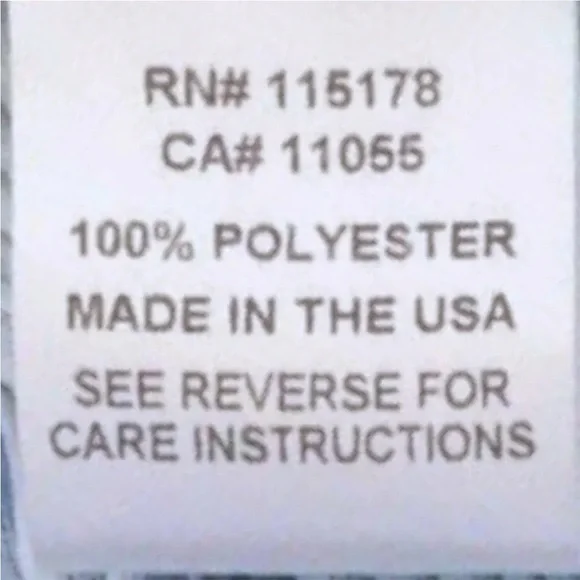 RN# 115178
CA# 11055
100% POLYESTER
MADE IN THE USA
SEE REVERSE FOR
CARE INSTRUCTIONS